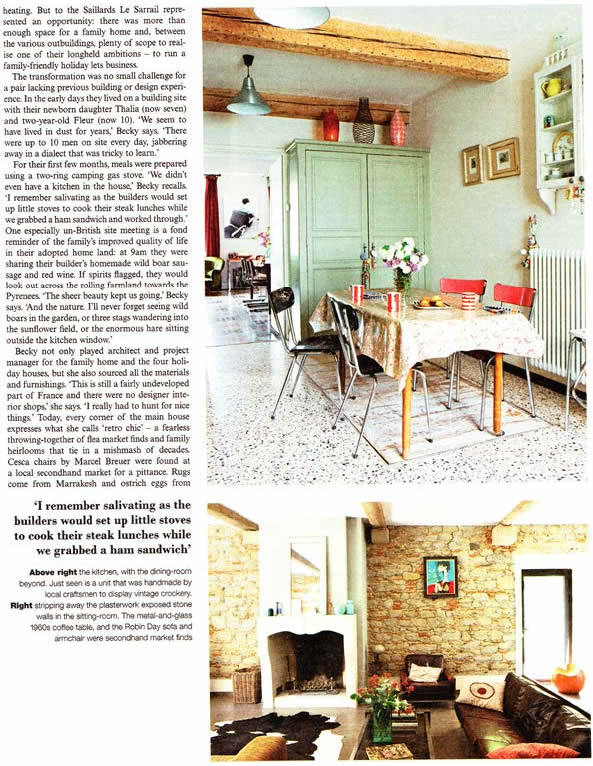 heating. But to the Saillards Le Sarrail repre-
sented an opportunity: there was more than
enough space for a family home and, between
the various outbuildings, plenty of scope to real-
ise one of their longheld ambitions – to run a
family-friendly holiday lets business.
The transformation was no small challenge for
a pair lacking previous building or design experi-
ence. In the early days they lived on a building site
with their newborn daughter Thalia (now seven)
and two-year-old Fleur (now 10). ‘We seem to
have lived in dust for years,’ Becky says. ‘There
were up to 10 men on site every day, jabbering
away in a dialect that was tricky to learn.’
For their first few months, meals were prepared
using a two-ring camping gas stove. ‘We didn’t
even have a kitchen in the house,’ Becky recalls.
‘I remember salivating as the builders would set
up little stoves to cook their steak lunches while
we grabbed a ham sandwich and worked through.’
One especially un-British site meeting is a fond
reminder of the family’s improved quality of life
in their adopted home land: at 9am they were
sharing their builder’s homemade wild boar sau-
sage and red wine. If spirits flagged, they would
look out across the rolling farmland towards the
Pyrenees. ‘The sheer beauty kept us going,’ Becky
says. ‘And the nature. I’ll never forget seeing wild
boars in the garden, or three stags wandering into
the sunflower field, or the enormous hare sitting
outside the kitchen window.’
Becky not only played architect and project
manager for the family home and the four holi-
day houses, but she also sourced all the materials
and furnishings. ‘This is still a fairly undeveloped
part of France and there were no designer inte-
rior shops,’ she says. ‘I really had to hunt for nice
things.’ Today, every corner of the main house
expresses what she calls ‘retro chic’ – a fearless
throwing-together of flea market finds and family
heirlooms that tie in a mishmash of decades.
Cesca chairs by Marcel Breuer were found at
a local secondhand market for a pittance. Rugs
come from Marrakesh and ostrich eggs from
‘I remember salivating as the
builders would set up little stoves
to cook their steak lunches while
we grabbed a ham sandwich’
Above right the kitchen, with the dining-room
beyond. Just seen is a unit that was handmade by
local craftsmen to display vintage crockery.
Right stripping away the plasterwork exposed stone
walls in the sitting-room. The metal-and-glass
1960s coffee table, and the Robin Day sofa and
armchair were secondhand market finds